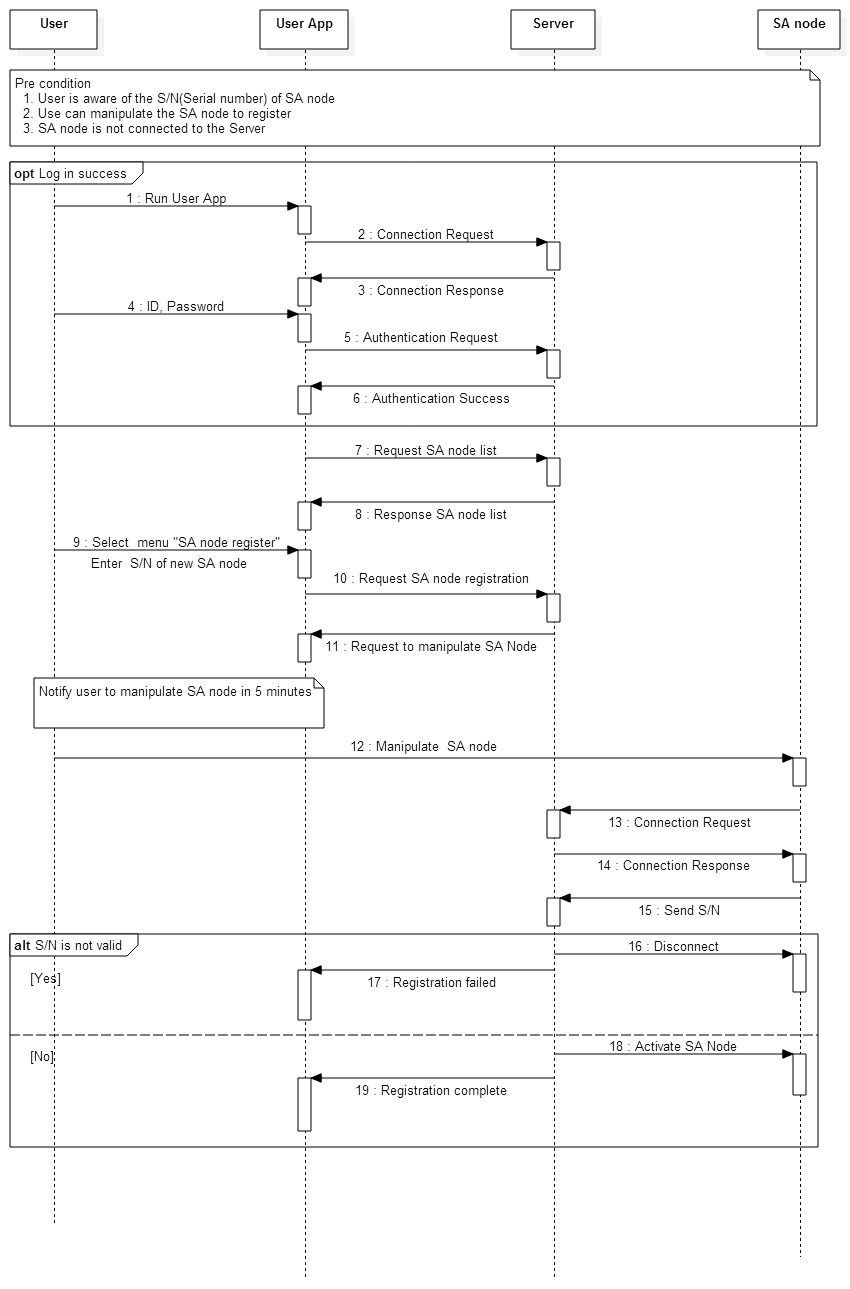 User
User App
Server
SA node
Pre condition
1. User is aware of the S/N(Serial number) of SA node
2. Use can manipulate the SA node to register
3. SA node is not connected to the Server
opt Log in success
1 : Run User App
2 : Connection Request
3 : Connection Response
4 : ID, Password
5 : Authentication Request
6 : Authentication Success
7 : Request SA node list
8 : Response SA node list
9 : Select  menu "SA node register"
Enter  S/N of new SA node
10 : Request SA node registration
11 : Request to manipulate SA Node
Notify user to manipulate SA node in 5 minutes
12 : Manipulate  SA node
13 : Connection Request
14 : Connection Response
15 : Send S/N
alt S/N is not valid
16 : Disconnect
[Yes]
17 : Registration failed
18 : Activate SA Node
[No]
19 : Registration complete